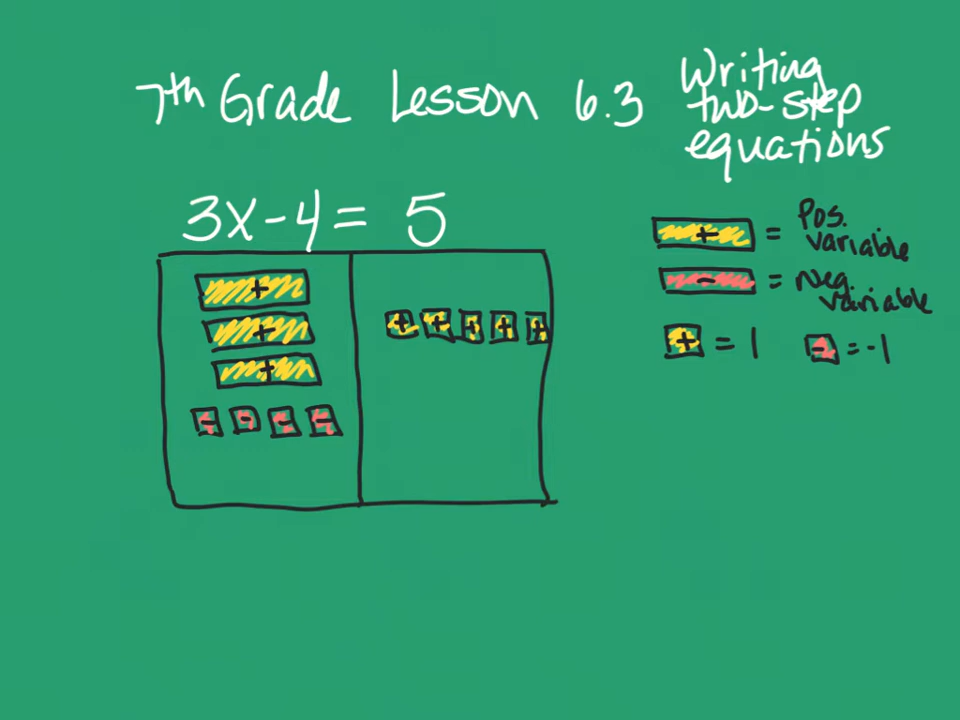 7th Grade Lesson 6.3
Writing
two-step
equations
3x-4= 5
+ = Pos. variable
- = neg. variable
+ = 1
- = -1
+
+
+
- - - -
+ + + + +